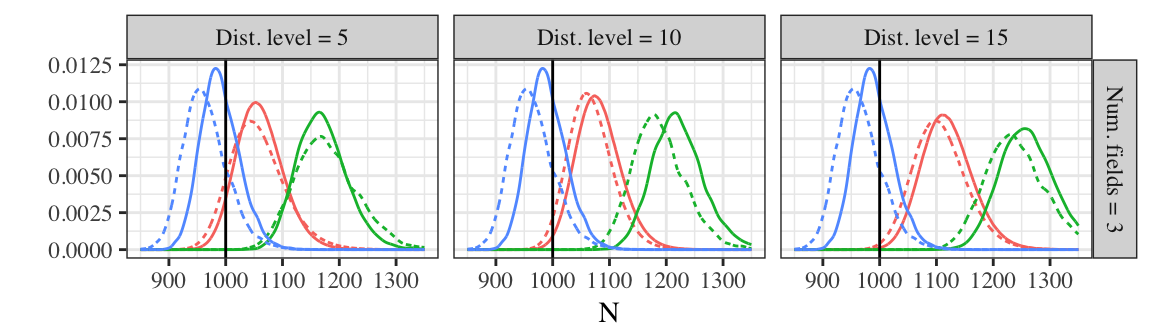 Dist. level = 5
Dist. level = 10
Dist. level = 15
0.0125
0.0100
0.0075
0.0050
0.0025
0.0000
Num. fields = 3
900 1000 1100 1200 1300
900 1000 1100 1200 1300
900 1000 1100 1200 1300
N